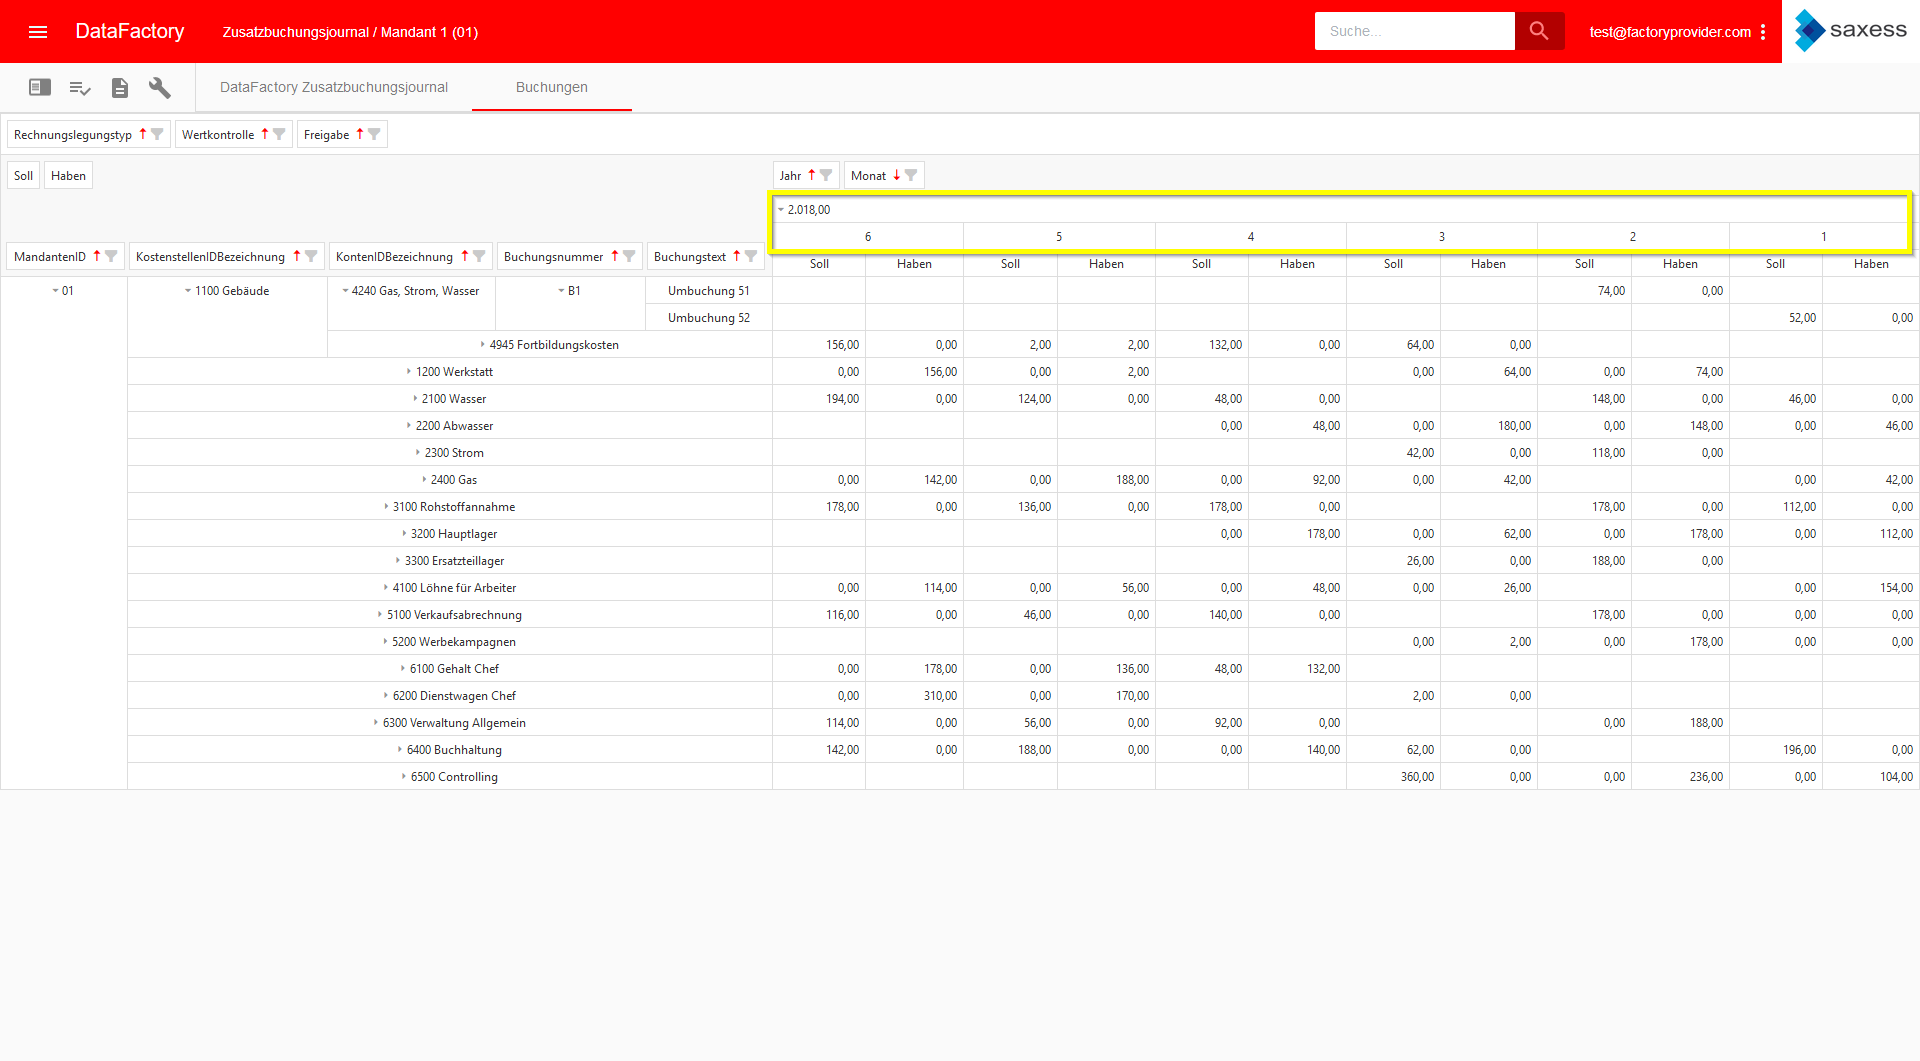 DataFactory Zusatzbuchungsjournal / Mandant 1 (01) Suche... test@factoryprovider.com saxess
DataFactory Zusatzbuchungsjournal Buchungen
Rechnungslegungstyp Wertkontrolle Freigabe
Soll Haben Jahr Monat
2.018,00
6 5 4 3 2 1
MandantenID KostenstellenIDBezeichnung KontenIDBezeichnung Buchungsnummer Buchungstext
Soll Haben Soll Haben Soll Haben Soll Haben Soll Haben Soll Haben
01 1100 Gebäude 4240 Gas, Strom, Wasser B1 Umbuchung 51 74,00 0,00
Umbuchung 52 52,00 0,00
4945 Fortbildungskosten 156,00 0,00 2,00 2,00 132,00 0,00 64,00 0,00
1200 Werkstatt 0,00 156,00 0,00 2,00 0,00 64,00 0,00 74,00
2100 Wasser 194,00 0,00 124,00 0,00 48,00 0,00 148,00 0,00 46,00 0,00
2200 Abwasser 0,00 48,00 0,00 180,00 0,00 148,00 0,00 46,00
2300 Strom 42,00 0,00 118,00 0,00
2400 Gas 0,00 142,00 0,00 188,00 0,00 92,00 0,00 42,00 0,00 42,00
3100 Rohstoffannahme 178,00 0,00 136,00 0,00 178,00 0,00 178,00 0,00 112,00 0,00
3200 Hauptlager 0,00 178,00 0,00 62,00 0,00 178,00 0,00 112,00
3300 Ersatzteillager 26,00 0,00 188,00 0,00
4100 Löhne für Arbeiter 0,00 114,00 0,00 56,00 0,00 48,00 0,00 26,00 0,00 154,00
5100 Verkaufsabrechnung 116,00 0,00 46,00 0,00 140,00 0,00 178,00 0,00 0,00 0,00
5200 Werbekampagnen 0,00 2,00 0,00 178,00 0,00 0,00
6100 Gehalt Chef 0,00 178,00 0,00 136,00 48,00 132,00
6200 Dienstwagen Chef 0,00 310,00 0,00 170,00 2,00 0,00
6300 Verwaltung Allgemein 114,00 0,00 56,00 0,00 92,00 0,00 0,00 188,00
6400 Buchhaltung 142,00 0,00 188,00 0,00 0,00 140,00 62,00 0,00 196,00 0,00
6500 Controlling 360,00 0,00 0,00 236,00 0,00 104,00